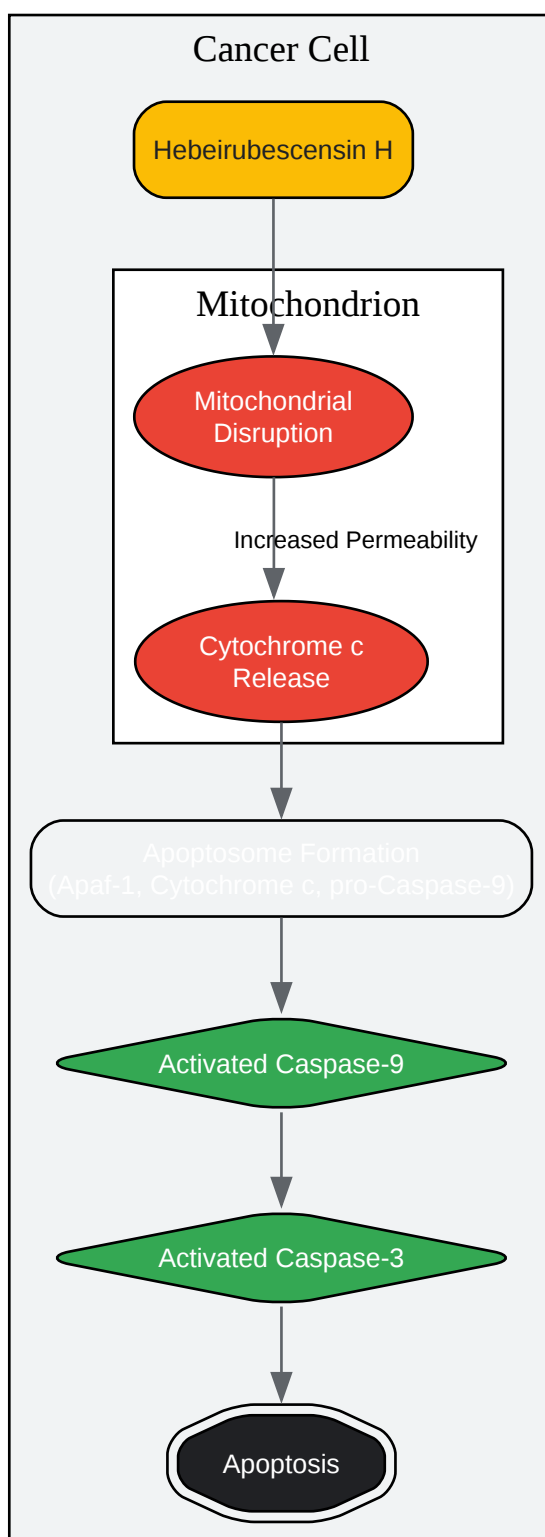 Cancer Cell
Hebeirubescensin H
Mitochondrion
Mitochondrial
Disruption
Increased Permeability
Cytochrome c
Release
Apoptosome Formation
(Apaf-1, Cytochrome c, pro-Caspase-9)
Activated Caspase-9
Activated Caspase-3
Apoptosis